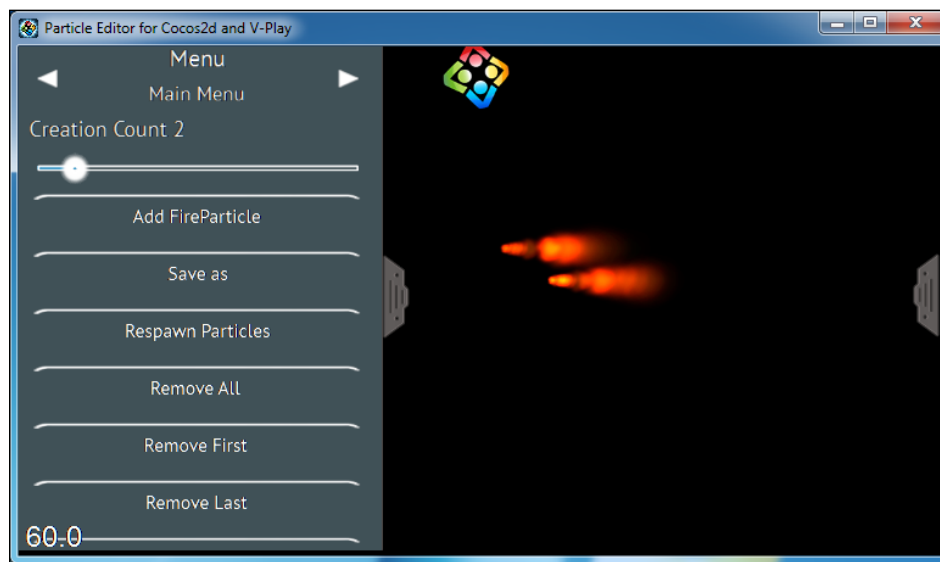 Particle Editor for Cocos2d and V-Play
Menu
Main Menu
Creation Count 2
Add FireParticle
Save as
Respawn Particles
Remove All
Remove First
Remove Last
60.0